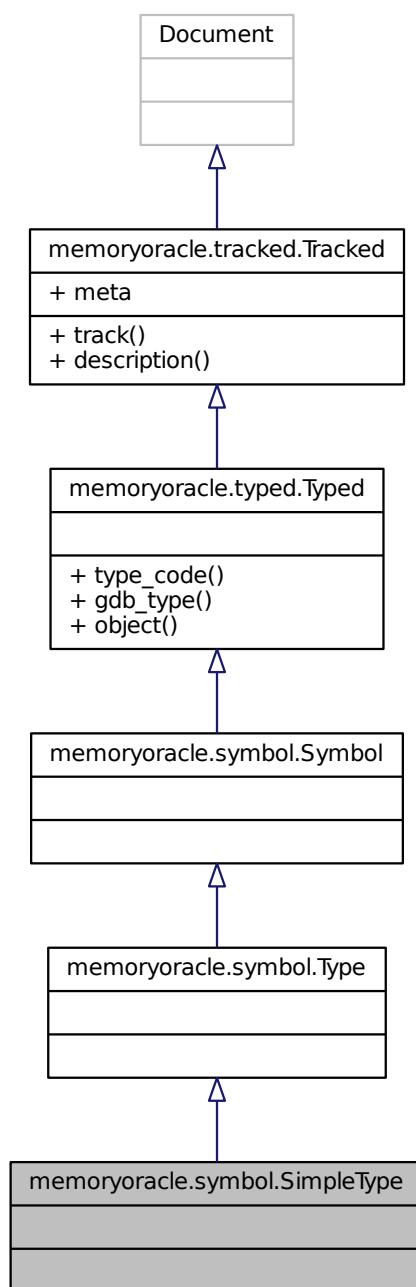 Document
memoryoracle.tracked.Tracked
+ meta
+ track()
+ description()
memoryoracle.typed.Typed
+ type_code()
+ gdb_type()
+ object()
memoryoracle.symbol.Symbol
memoryoracle.symbol.Type
memoryoracle.symbol.SimpleType